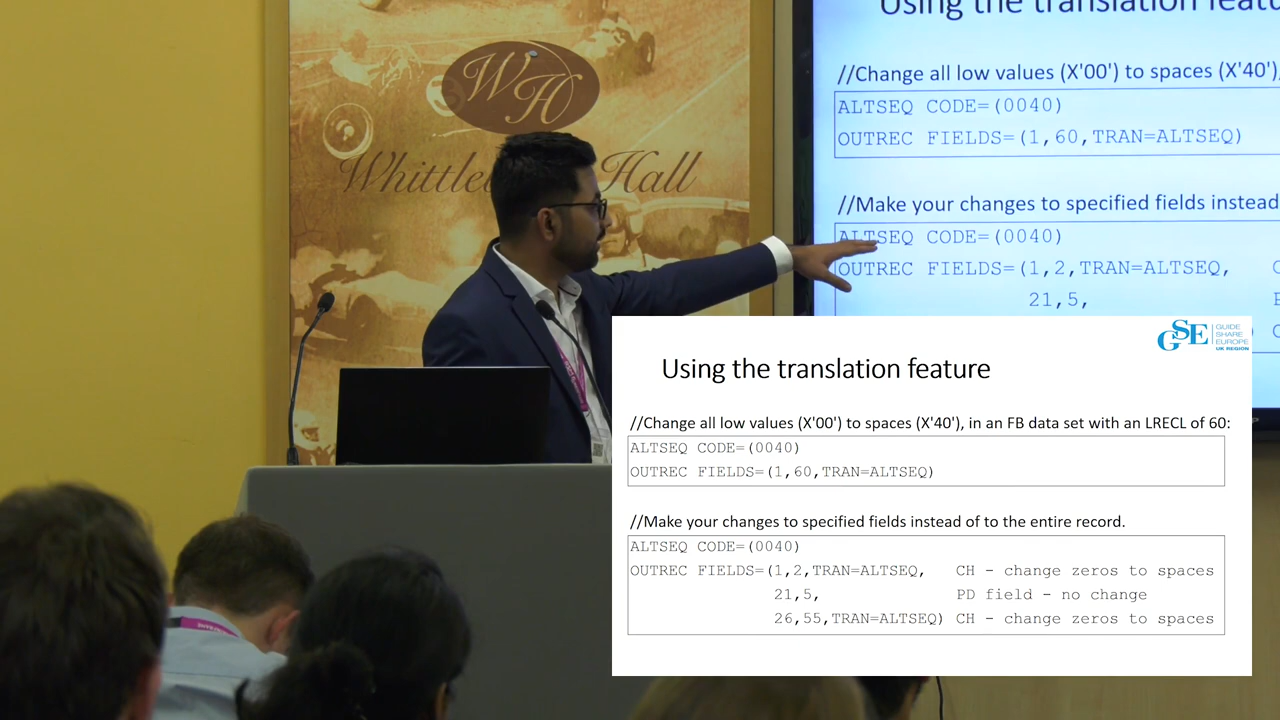 WH
Whittle Hall
Using the translation featu
//Change all low values (X'00') to spaces (X'40'),
ALTSEQ CODE=(0040)
OUTREC FIELDS=(1,60,TRAN=ALTSEQ)
//Make your changes to specified fields instead
ALTSEQ CODE=(0040)
OUTREC FIELDS=(1,2,TRAN=ALTSEQ, C
21,5,
GSE GUIDE
SHARE
EUROPE
UK REGION
Using the translation feature
//Change all low values (X'00') to spaces (X'40'), in an FB data set with an LRECL of 60:
ALTSEQ CODE=(0040)
OUTREC FIELDS=(1,60,TRAN=ALTSEQ)
//Make your changes to specified fields instead of to the entire record.
ALTSEQ CODE=(0040)
OUTREC FIELDS=(1,2,TRAN=ALTSEQ, CH - change zeros to spaces
21,5, PD field - no change
26,55,TRAN=ALTSEQ) CH - change zeros to spaces